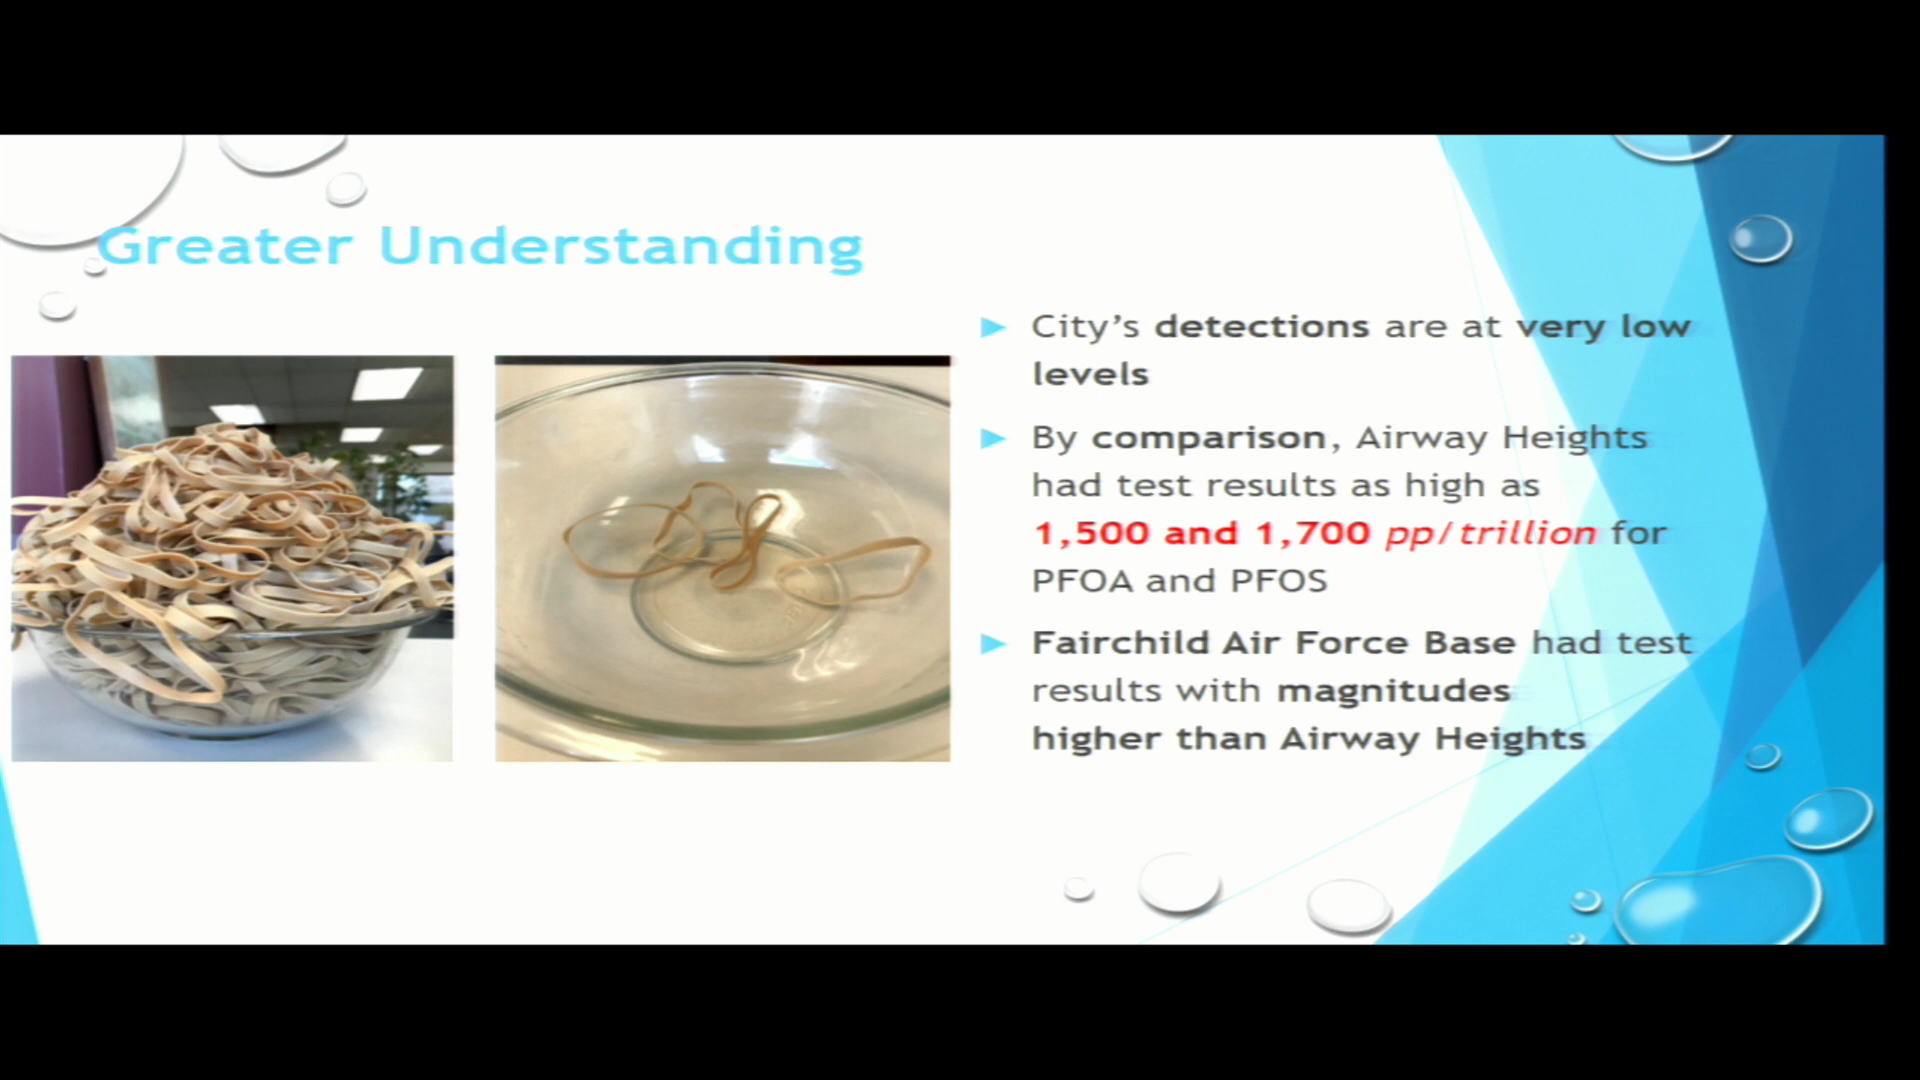 Greater Understanding
City's detections are at very low
levels
By comparison, Airway Heights
had test results as high as
1,500 and 1,700 pp/trillion for
PFOA and PFOS
Fairchild Air Force Base had test
results with magnitudes
higher than Airway Heights